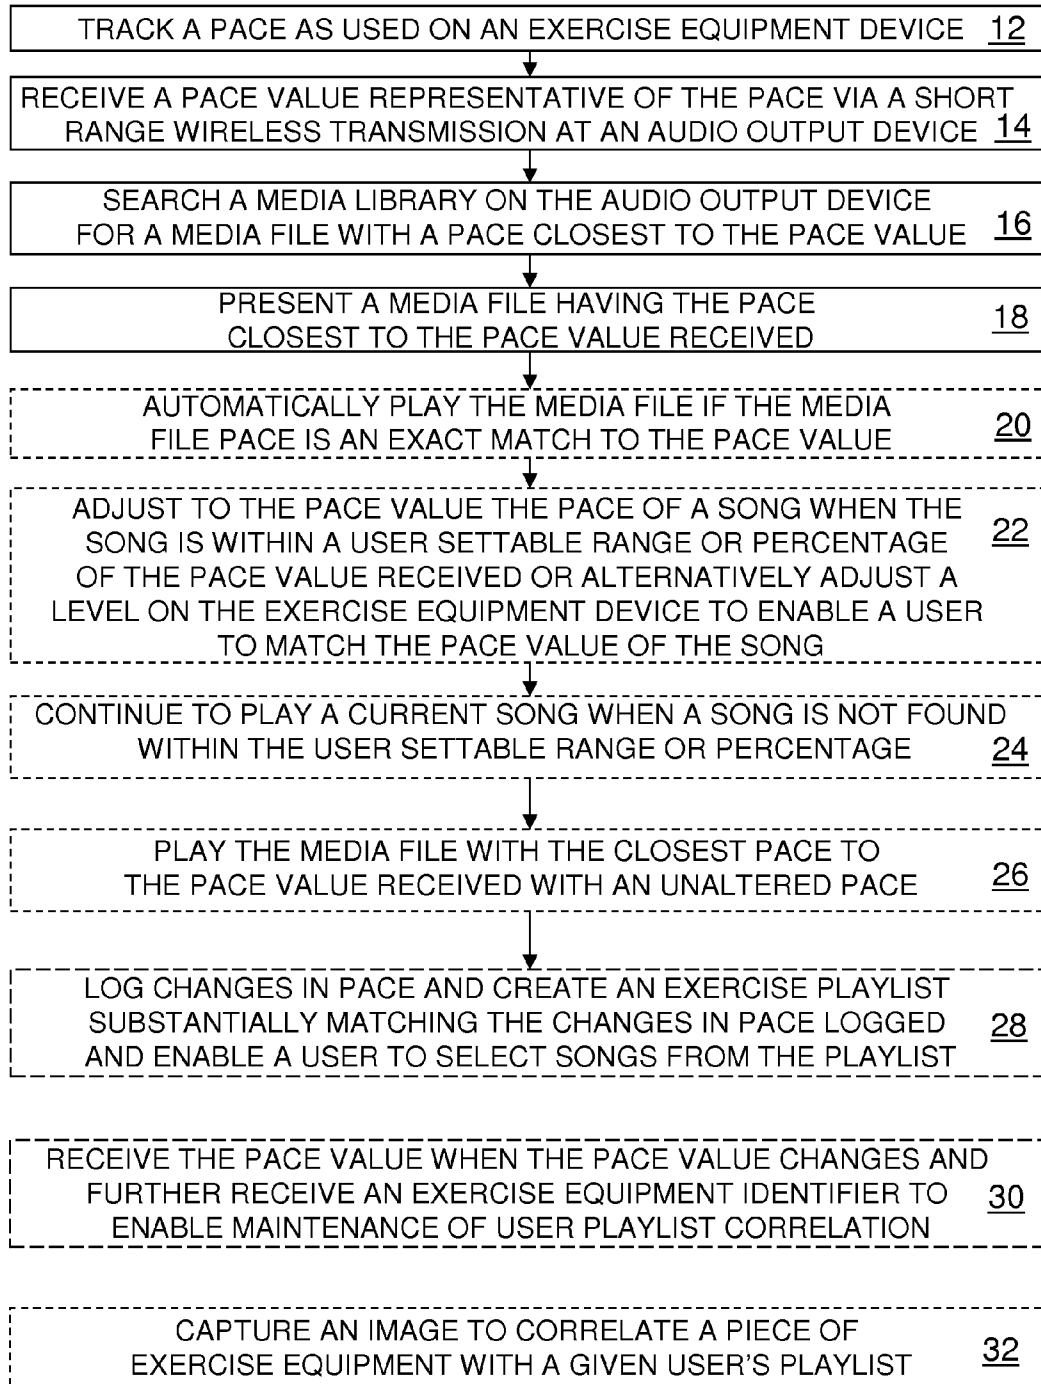 TRACK A PACE AS USED ON AN EXERCISE EQUIPMENT DEVICE 12
RECEIVE A PACE VALUE REPRESENTATIVE OF THE PACE VIA A SHORT
RANGE WIRELESS TRANSMISSION AT AN AUDIO OUTPUT DEVICE 14
SEARCH A MEDIA LIBRARY ON THE AUDIO OUTPUT DEVICE
FOR A MEDIA FILE WITH A PACE CLOSEST TO THE PACE VALUE 16
PRESENT A MEDIA FILE HAVING THE PACE
CLOSEST TO THE PACE VALUE RECEIVED 18
AUTOMATICALLY PLAY THE MEDIA FILE IF THE MEDIA
FILE PACE IS AN EXACT MATCH TO THE PACE VALUE 20
ADJUST TO THE PACE VALUE THE PACE OF A SONG WHEN THE
SONG IS WITHIN A USER SETTABLE RANGE OR PERCENTAGE 22
OF THE PACE VALUE RECEIVED OR ALTERNATIVELY ADJUST A
LEVEL ON THE EXERCISE EQUIPMENT DEVICE TO ENABLE A USER
TO MATCH THE PACE VALUE OF THE SONG
CONTINUE TO PLAY A CURRENT SONG WHEN A SONG IS NOT FOUND
WITHIN THE USER SETTABLE RANGE OR PERCENTAGE 24
PLAY THE MEDIA FILE WITH THE CLOSEST PACE TO
THE PACE VALUE RECEIVED WITH AN UNALTERED PACE 26
LOG CHANGES IN PACE AND CREATE AN EXERCISE PLAYLIST
SUBSTANTIALLY MATCHING THE CHANGES IN PACE LOGGED 28
AND ENABLE A USER TO SELECT SONGS FROM THE PLAYLIST
RECEIVE THE PACE VALUE WHEN THE PACE VALUE CHANGES AND
FURTHER RECEIVE AN EXERCISE EQUIPMENT IDENTIFIER TO 30
ENABLE MAINTENANCE OF USER PLAYLIST CORRELATION
CAPTURE AN IMAGE TO CORRELATE A PIECE OF
EXERCISE EQUIPMENT WITH A GIVEN USER'S PLAYLIST 32